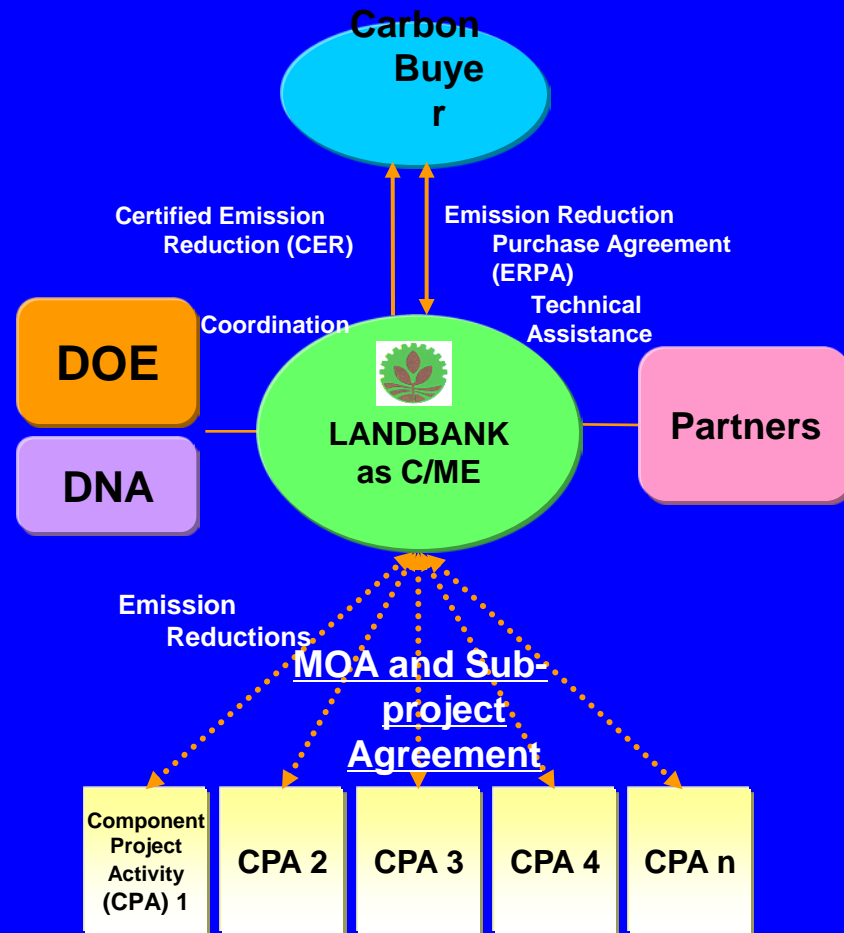 Carbon
Buye
r
Certified Emission
Reduction (CER)
Emission Reduction
Purchase Agreement
(ERPA)
Technical
Assistance
Coordination
DOE
DNA
LANDBANK
as C/ME
Partners
Emission
Reductions
MOA and Sub-
project
Agreement
Component
Project
Activity
(CPA) 1
CPA 2
CPA 3
CPA 4
CPA n